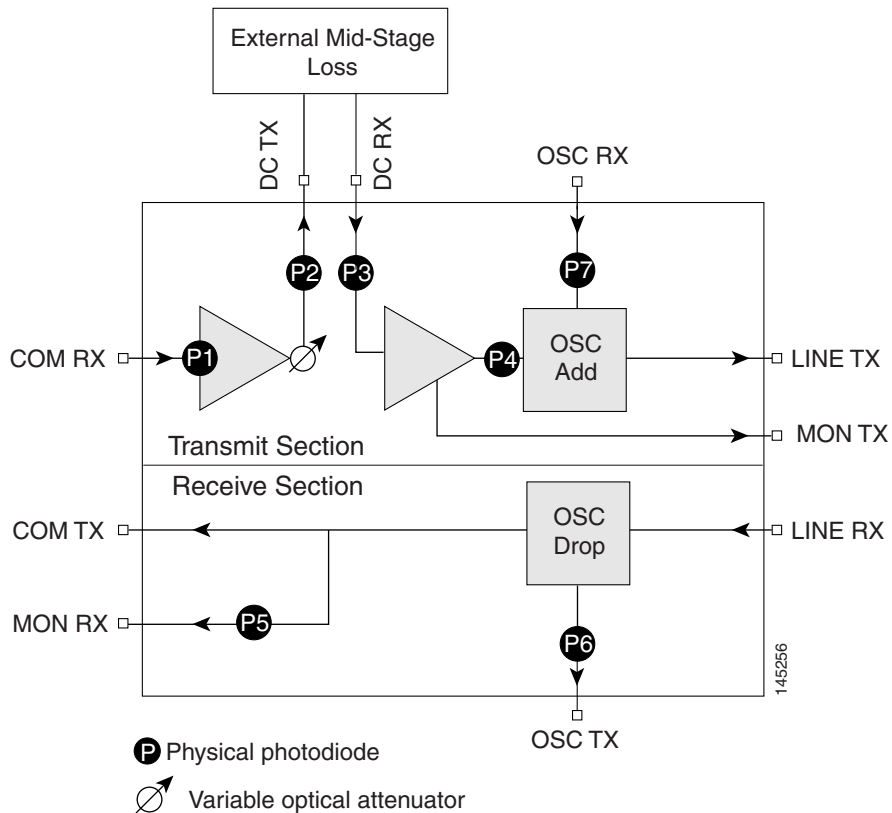 External Mid-Stage
Loss
DC TX
DC RX
OSC RX
P2
P3
P7
COM RX
P1
P4
OSC
Add
LINE TX
MON TX
Transmit Section
Receive Section
COM TX
OSC
Drop
LINE RX
MON RX
P5
P6
145256
OSC TX
P Physical photodiode
Variable optical attenuator